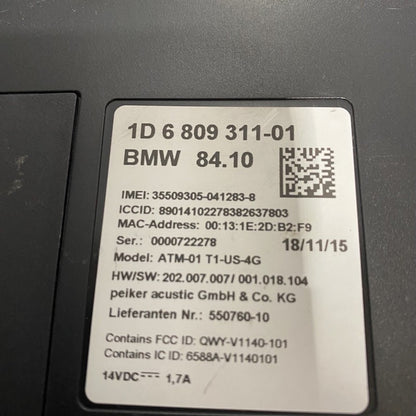 1D 6 809 311-01
BMW 84.10
IMEI: 35509305-041283-8
ICCID: 89014102278382637803
MAC-Address: 00:13:1E:2D:B2:F9
Ser.: 0000722278 18/11/15
Model: ATM-01 T1-US-4G
HW/SW: 202.007.007/ 001.018.104
peiker acustic GmbH & Co. KG
Lieferanten Nr.: 550760-10
Contains FCC ID: QWY-V1140-101
Contains IC ID: 6588A-V1140101
14VDC⎓ 1,7A